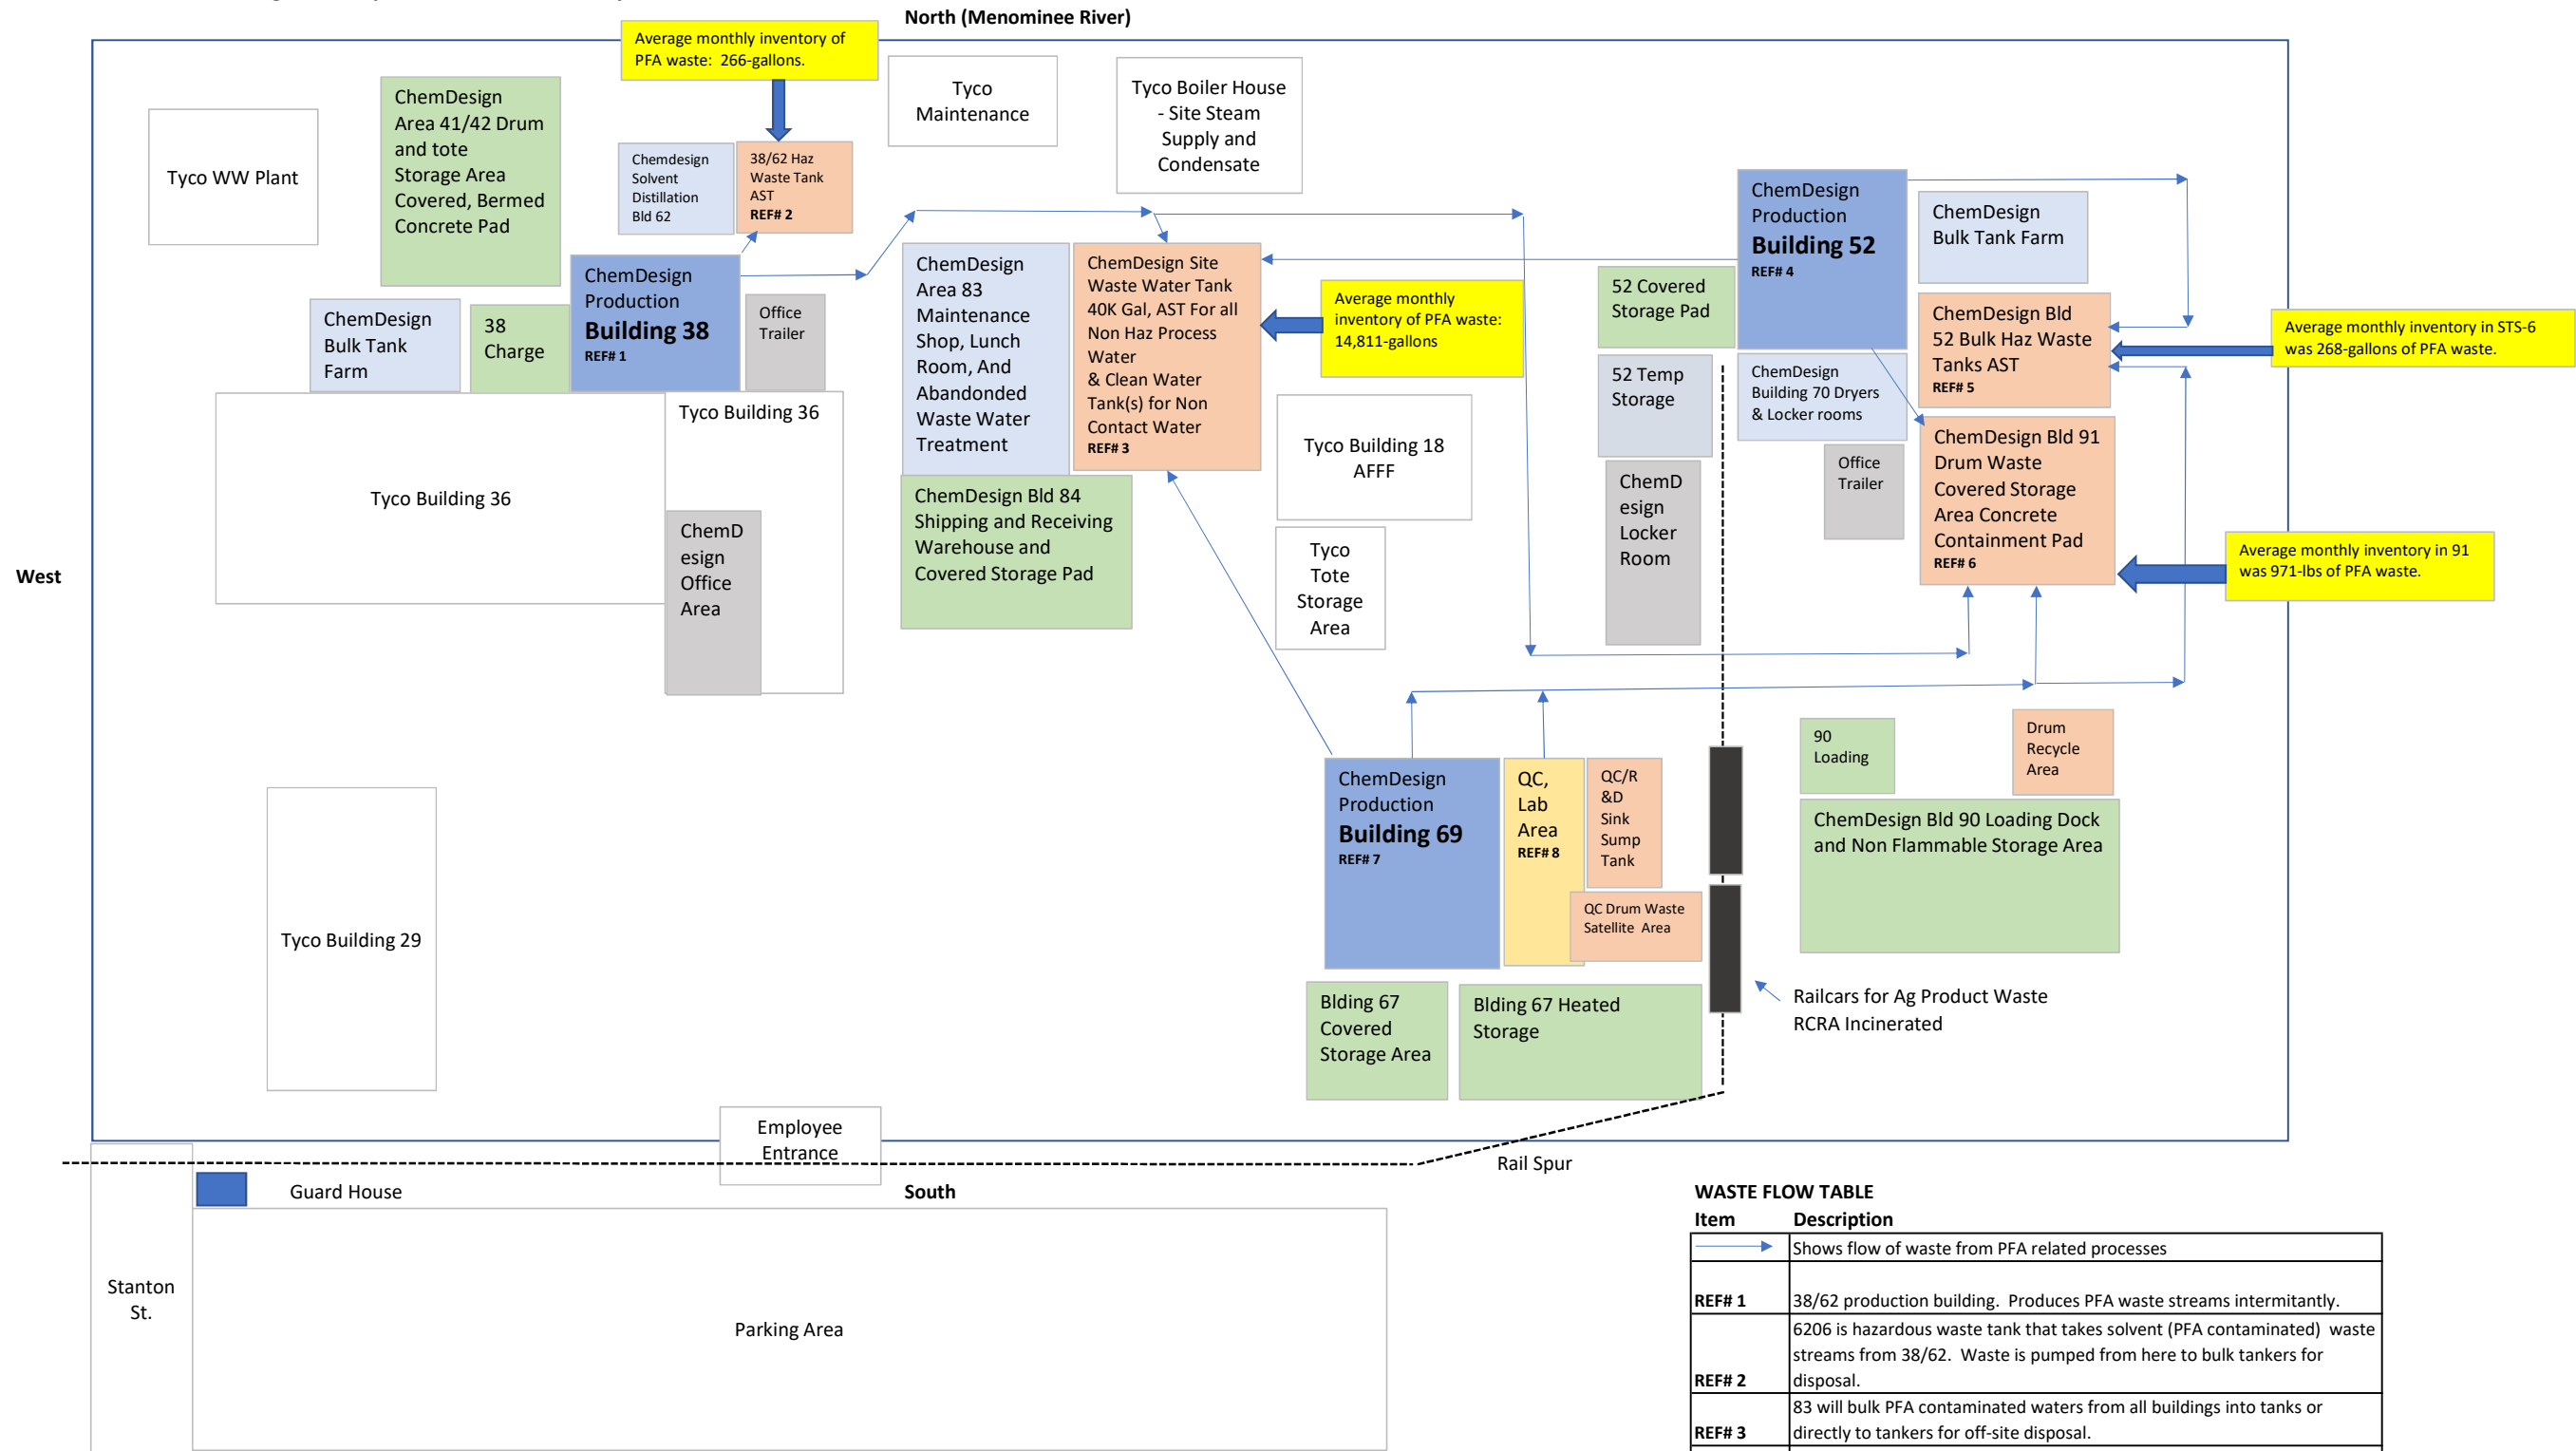 North (Menominee River)
Average monthly inventory of
PFA waste:  266-gallons.
Tyco
Maintenance
Tyco Boiler House
- Site Steam
Supply and
Condensate
Tyco WW Plant
ChemDesign
Area 41/42 Drum
and tote
Storage Area
Covered, Bermed
Concrete Pad
Chemdesign
Solvent
Distillation
Bld 62
38/62 Haz
Waste Tank
AST
REF# 2
ChemDesign
Bulk Tank
Farm
38
Charge
ChemDesign
Production
Building 38
REF# 1
Office
Trailer
Tyco Building 36
Tyco Building 36
ChemD
esign
Office
Area
ChemDesign
Area 83
Maintenance
Shop, Lunch
Room, And
Abandonded
Waste Water
Treatment
ChemDesign Site
Waste Water Tank
40K Gal, AST For all
Non Haz Process
Water
& Clean Water
Tank(s) for Non
Contact Water
REF# 3
Average monthly
inventory of PFA waste:
14,811-gallons
ChemDesign Bld 84
Shipping and Receiving
Warehouse and
Covered Storage Pad
Tyco Building 18
AFFF
Tyco
Tote
Storage
Area
52 Covered
Storage Pad
52 Temp
Storage
ChemD
esign
Locker
Room
ChemDesign
Production
Building 52
REF# 4
ChemDesign
Bulk Tank Farm
ChemDesign Bld
52 Bulk Haz Waste
Tanks AST
REF# 5
Average monthly inventory in STS-6
was 268-gallons of PFA waste.
ChemDesign
Building 70 Dryers
& Locker rooms
Office
Trailer
ChemDesign Bld 91
Drum Waste
Covered Storage
Area Concrete
Containment Pad
REF# 6
Average monthly inventory in 91
was 971-lbs of PFA waste.
West
Tyco Building 29
ChemDesign
Production
Building 69
REF# 7
QC,
Lab
Area
REF# 8
QC/R
&D
Sink
Sump
Tank
QC Drum Waste
Satellite  Area
90
Loading
Drum
Recycle
Area
ChemDesign Bld 90 Loading Dock
and Non Flammable Storage Area
Blding 67
Covered
Storage Area
Blding 67 Heated
Storage
Railcars for Ag Product Waste
RCRA Incinerated
Employee
Entrance
Rail Spur
Guard House
South
Stanton
St.
Parking Area
WASTE FLOW TABLE
Item Description
Shows flow of waste from PFA related processes
REF# 1 38/62 production building.  Produces PFA waste streams intermitantly.
6206 is hazardous waste tank that takes solvent (PFA contaminated)  waste
streams from 38/62.  Waste is pumped from here to bulk tankers for
REF# 2 disposal.
83 will bulk PFA contaminated waters from all buildings into tanks or
REF# 3 directly to tankers for off-site disposal.